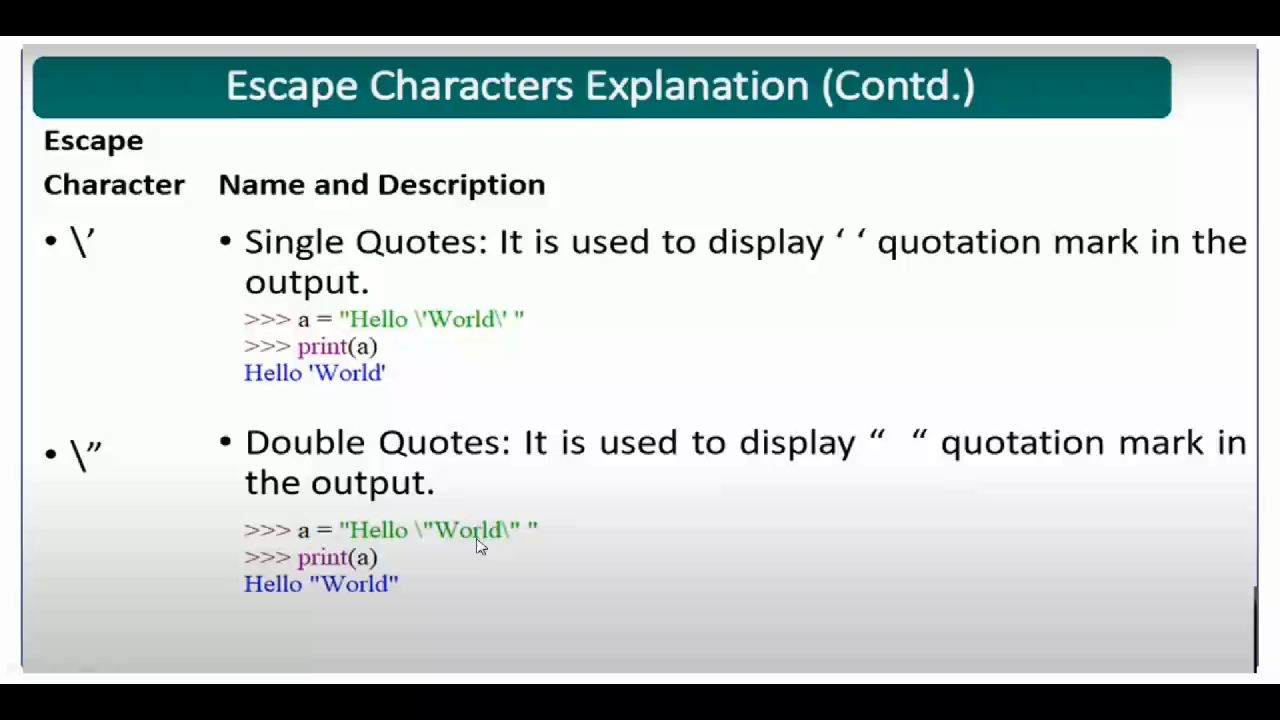 Escape Characters Explanation (Contd.)
Escape
Character Name and Description
• \’ • Single Quotes: It is used to display ‘ ‘ quotation mark in the
output.
>>> a = "Hello \'World\' "
>>> print(a)
Hello 'World'
• \” • Double Quotes: It is used to display “ “ quotation mark in
the output.
>>> a = "Hello \"World\" "
>>> print(a)
Hello "World"